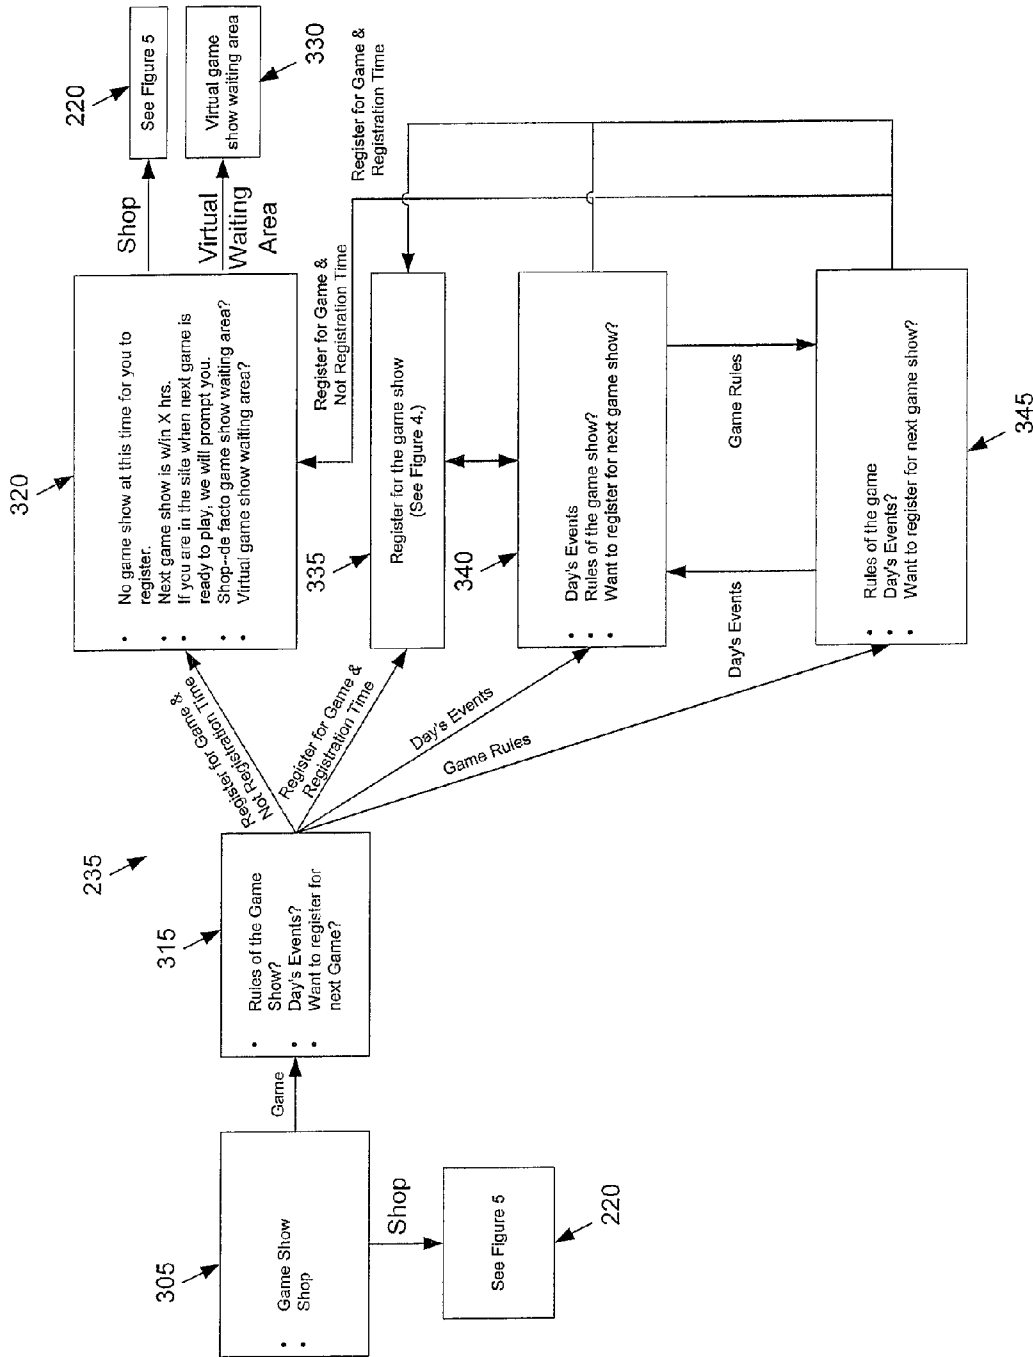 305
• Game Show
• Shop
Game
Shop
See Figure 5
220
235
315
• Rules of the Game
Show?
• Day's Events?
• Want to register for
next Game?
Register for Game &
Not Registration Time
Register for Game &
Registration Time
Day's Events
Game Rules
320
• No game show at this time for you to
register.
• Next game show is w/in X hrs.
• If you are in the site when next game is
ready to play, we will prompt you.
• Shop--de facto game show waiting area?
• Virtual game show waiting area?
Shop
220
See Figure 5
Virtual
Waiting
Area
330
Virtual game
show waiting area
Register for Game &
Not Registration Time
Register for Game &
Registration Time
335
Register for the game show
(See Figure 4.)
340
• Day's Events
• Rules of the game show?
• Want to register for next game show?
Day's Events
Game Rules
• Rules of the game
• Day's Events?
• Want to register for next game show?
345